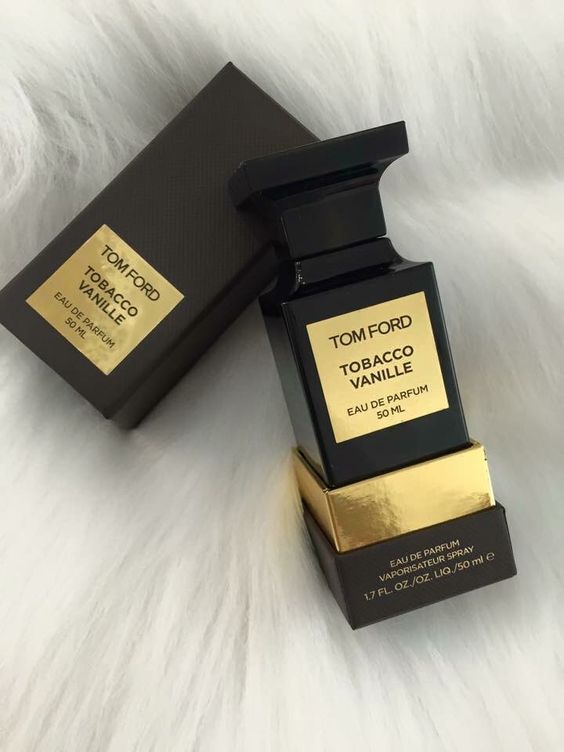 TOM FORD
TOBACCO
VANILLE
EAU DE PARFUM
50 ML
TOM FORD
TOBACCO
VANILLE
EAU DE PARFUM
50 ML
EAU DE PARFUM
VAPORISATEUR SPRAY
1.7 FL. OZ./OZ. LIQ./50 ml ℮